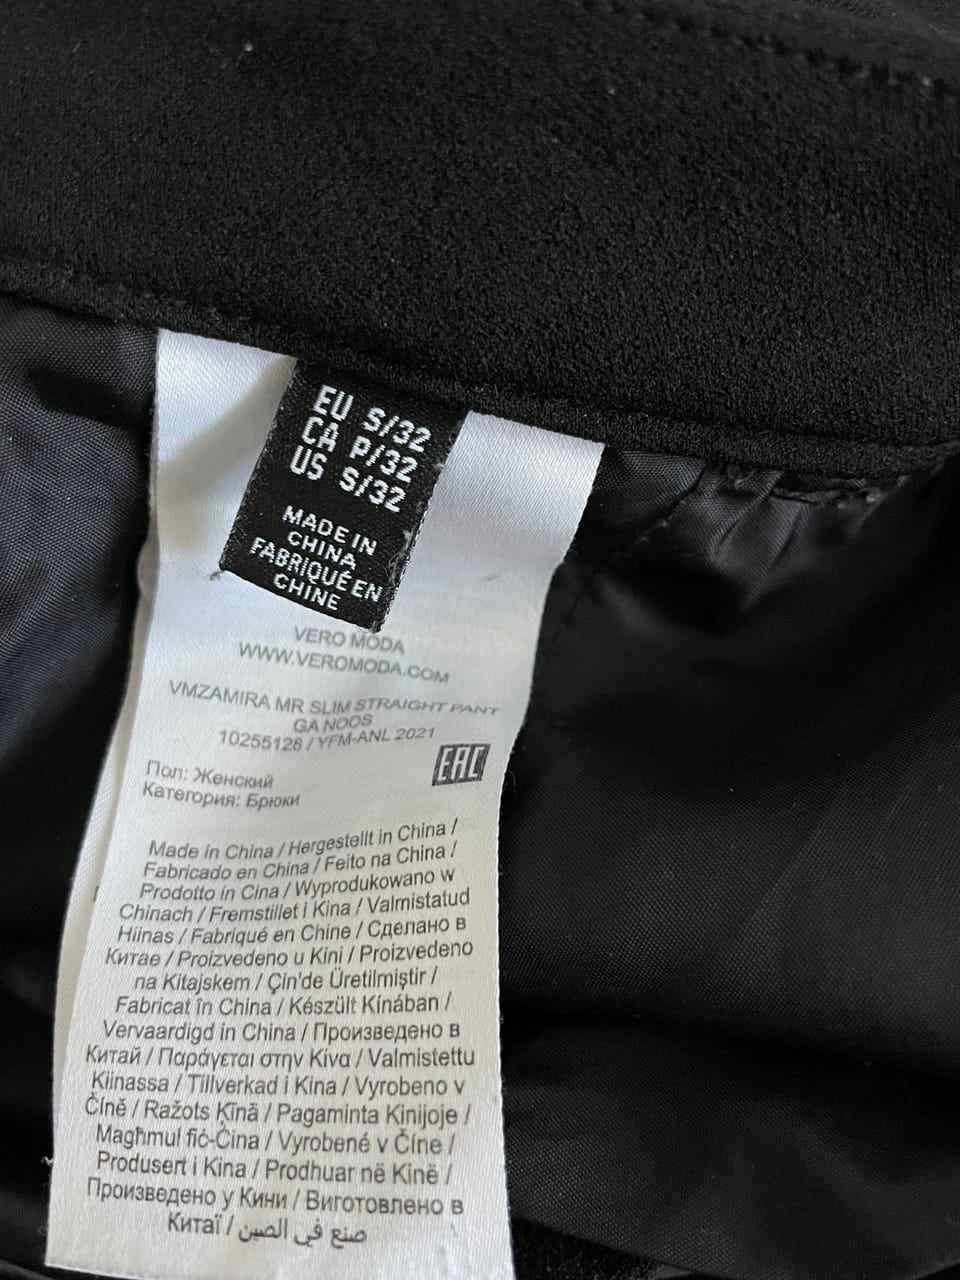 EU S/32
CA P/32
US S/32
MADE IN
CHINA
FABRIQUÉ EN
CHINE
VERO MODA
WWW.VEROMODA.COM
VMZAMIRA MR SLIM STRAIGHT PANT
GA NOOS
10255128 / YFM-ANL 2021
EAC
Пол: Женский
Категория: Брюки
Made in China / Hergestellt in China /
Fabricado en China / Feito na China /
Prodotto in Cina / Wyprodukowano w
Chinach / Fremstillet i Kina / Valmistatud
Hiinas / Fabriqué en Chine / Сделано в
Китае / Proizvedeno u Kini / Proizvedeno
na Kitajskem / Çin'de Üretilmiştir /
Fabricat în China / Készült Kínában /
Vervaardigd in China / Произведено в
Китай / Παράγεται στην Κίνα / Valmistettu
Kiinassa / Tillverkad i Kina / Vyrobeno v
Číně / Ražots Ķīnā / Pagaminta Kinijoje /
Magħmul fiċ-Ċina / Vyrobené v Číne /
Produsert i Kina / Prodhuar në Kinë /
Произведено у Кини / Виготовлено в
Китаї / صنع في الصين